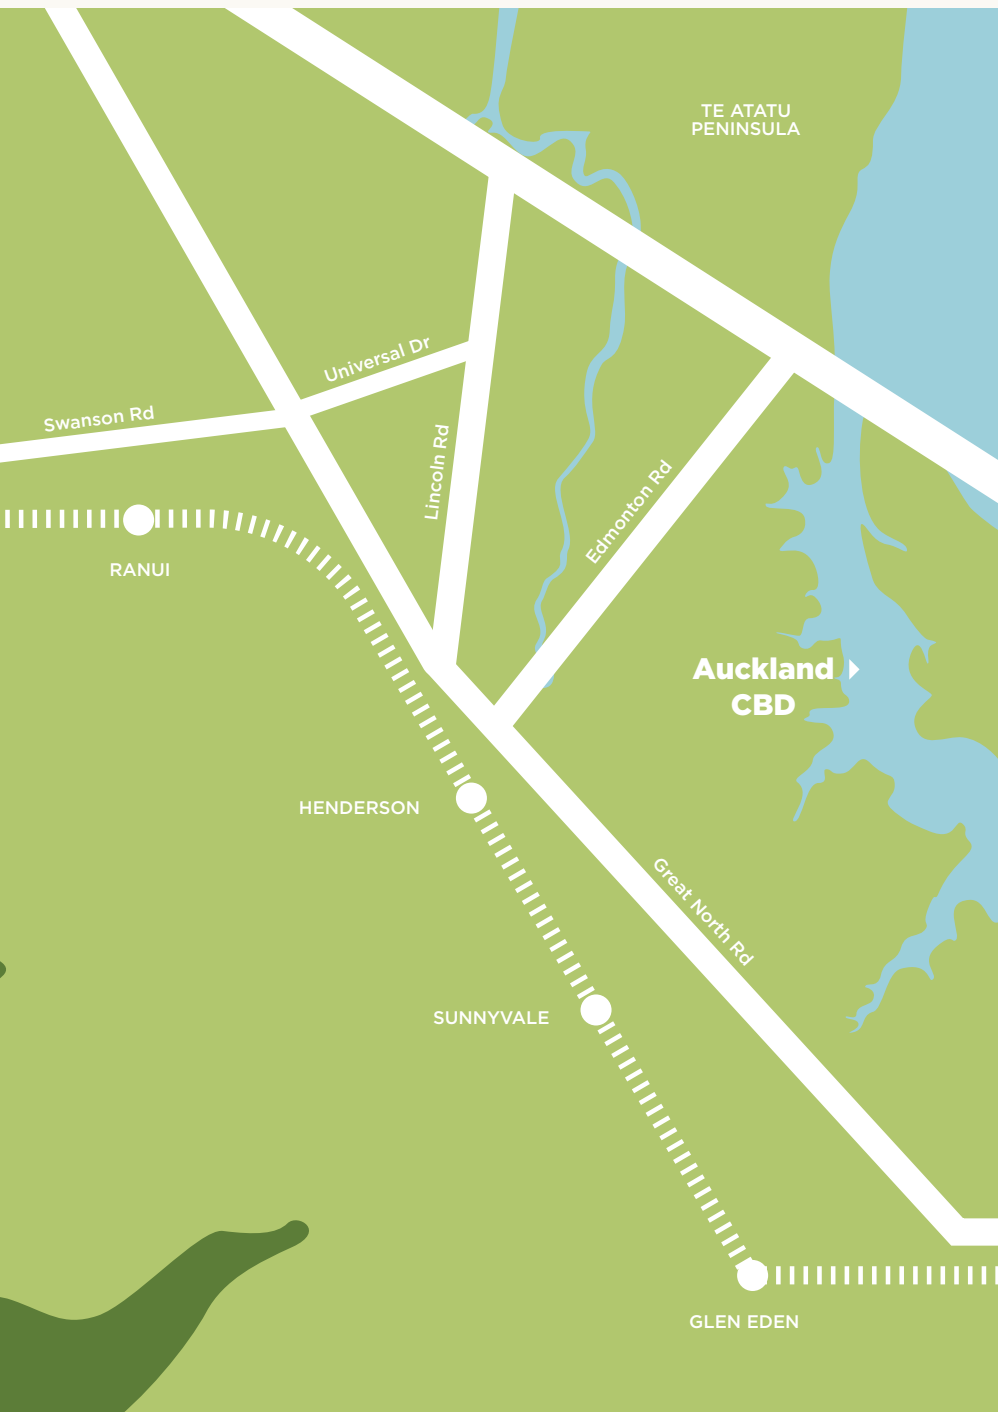 TE ATATU
PENINSULA
Universal Dr
Swanson Rd
Lincoln Rd
Edmonton Rd
RANUI
Auckland
CBD
HENDERSON
Great North Rd
SUNNYVALE
GLEN EDEN